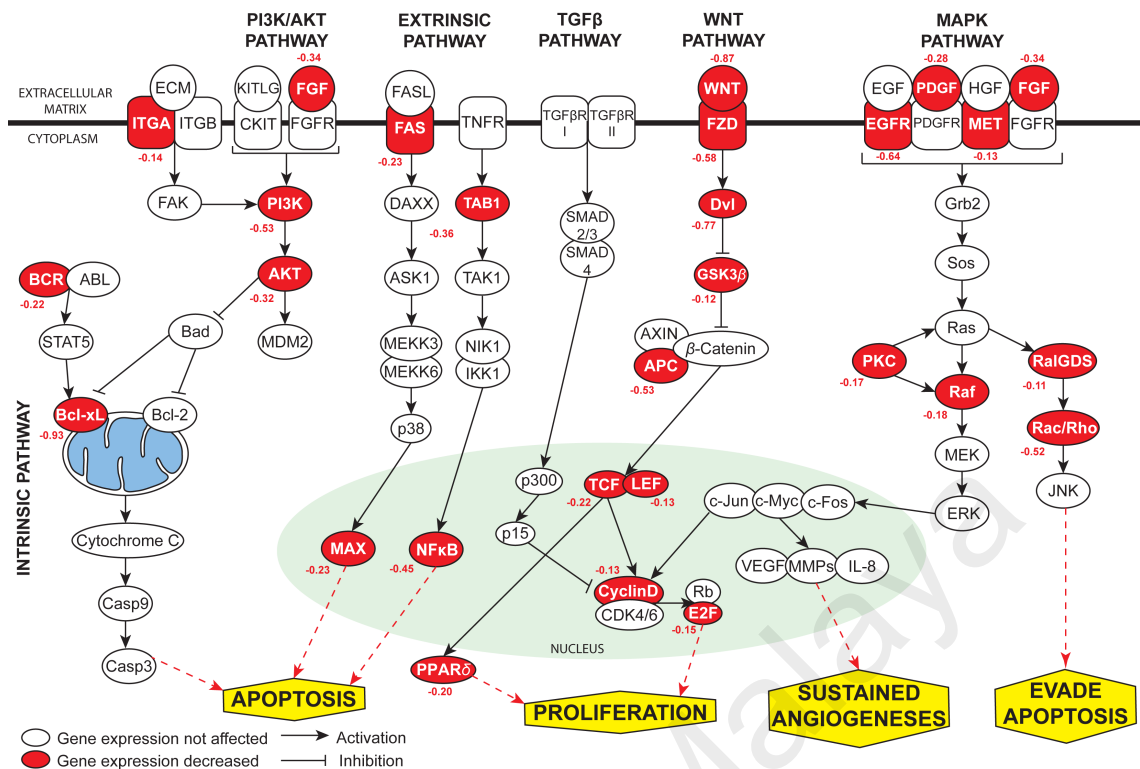 PI3K/AKT
PATHWAY
EXTRINSIC
PATHWAY
TGFβ
PATHWAY
WNT
PATHWAY
MAPK
PATHWAY
-0.34
-0.87
-0.28
-0.34
EXTRACELLULAR
MATRIX
CYTOPLASM
ECM
KITLG
FGF
FASL
WNT
EGF
PDGF
HGF
FGF
ITGA
ITGB
CKIT
FGFR
FAS
TNFR
TGFβR
I
TGFβR
II
FZD
EGFR
PDGFR
MET
FGFR
-0.14
-0.23
-0.58
-0.64
-0.13
FAK
PI3K
-0.53
DAXX
TAB1
-0.36
SMAD
2/3
SMAD
4
Dvl
-0.77
Grb2
BCR
ABL
-0.22
AKT
-0.32
ASK1
TAK1
GSK3β
-0.12
Sos
STAT5
Bad
MDM2
MEKK3
MEKK6
NIK1
IKK1
AXIN
β-Catenin
APC
-0.53
Ras
PKC
-0.17
Raf
-0.18
RalGDS
-0.11
Bcl-xL
-0.93
Bcl-2
p38
Rac/Rho
-0.52
MEK
INTRINSIC PATHWAY
p300
TCF
LEF
-0.22
-0.13
c-Jun
c-Myc
c-Fos
ERK
JNK
Cytochrome C
MAX
-0.23
NFκB
-0.45
p15
VEGF
MMPs
IL-8
-0.13
CyclinD
CDK4/6
Rb
E2F
-0.15
Casp9
NUCLEUS
Casp3
PPARδ
-0.20
APOPTOSIS
PROLIFERATION
SUSTAINED
ANGIOGENESES
EVADE
APOPTOSIS
Gene expression not affected
Activation
Gene expression decreased
Inhibition
Malaya